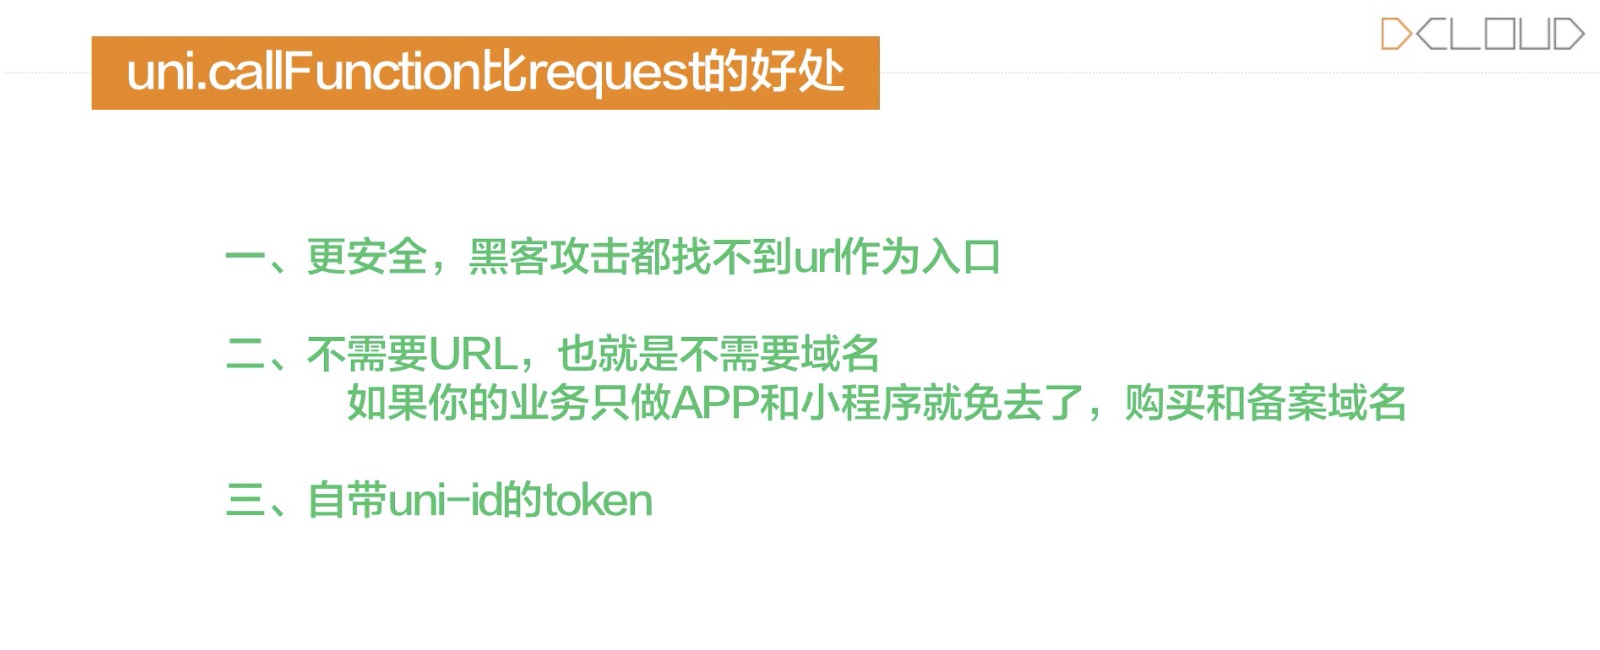 DCLOUD
uni.callFunction比request的好处
一、更安全，黑客攻击都找不到url作为入口
二、不需要URL，也就是不需要域名
如果你的业务只做APP和小程序就免去了，购买和备案域名
三、自带uni-id的token